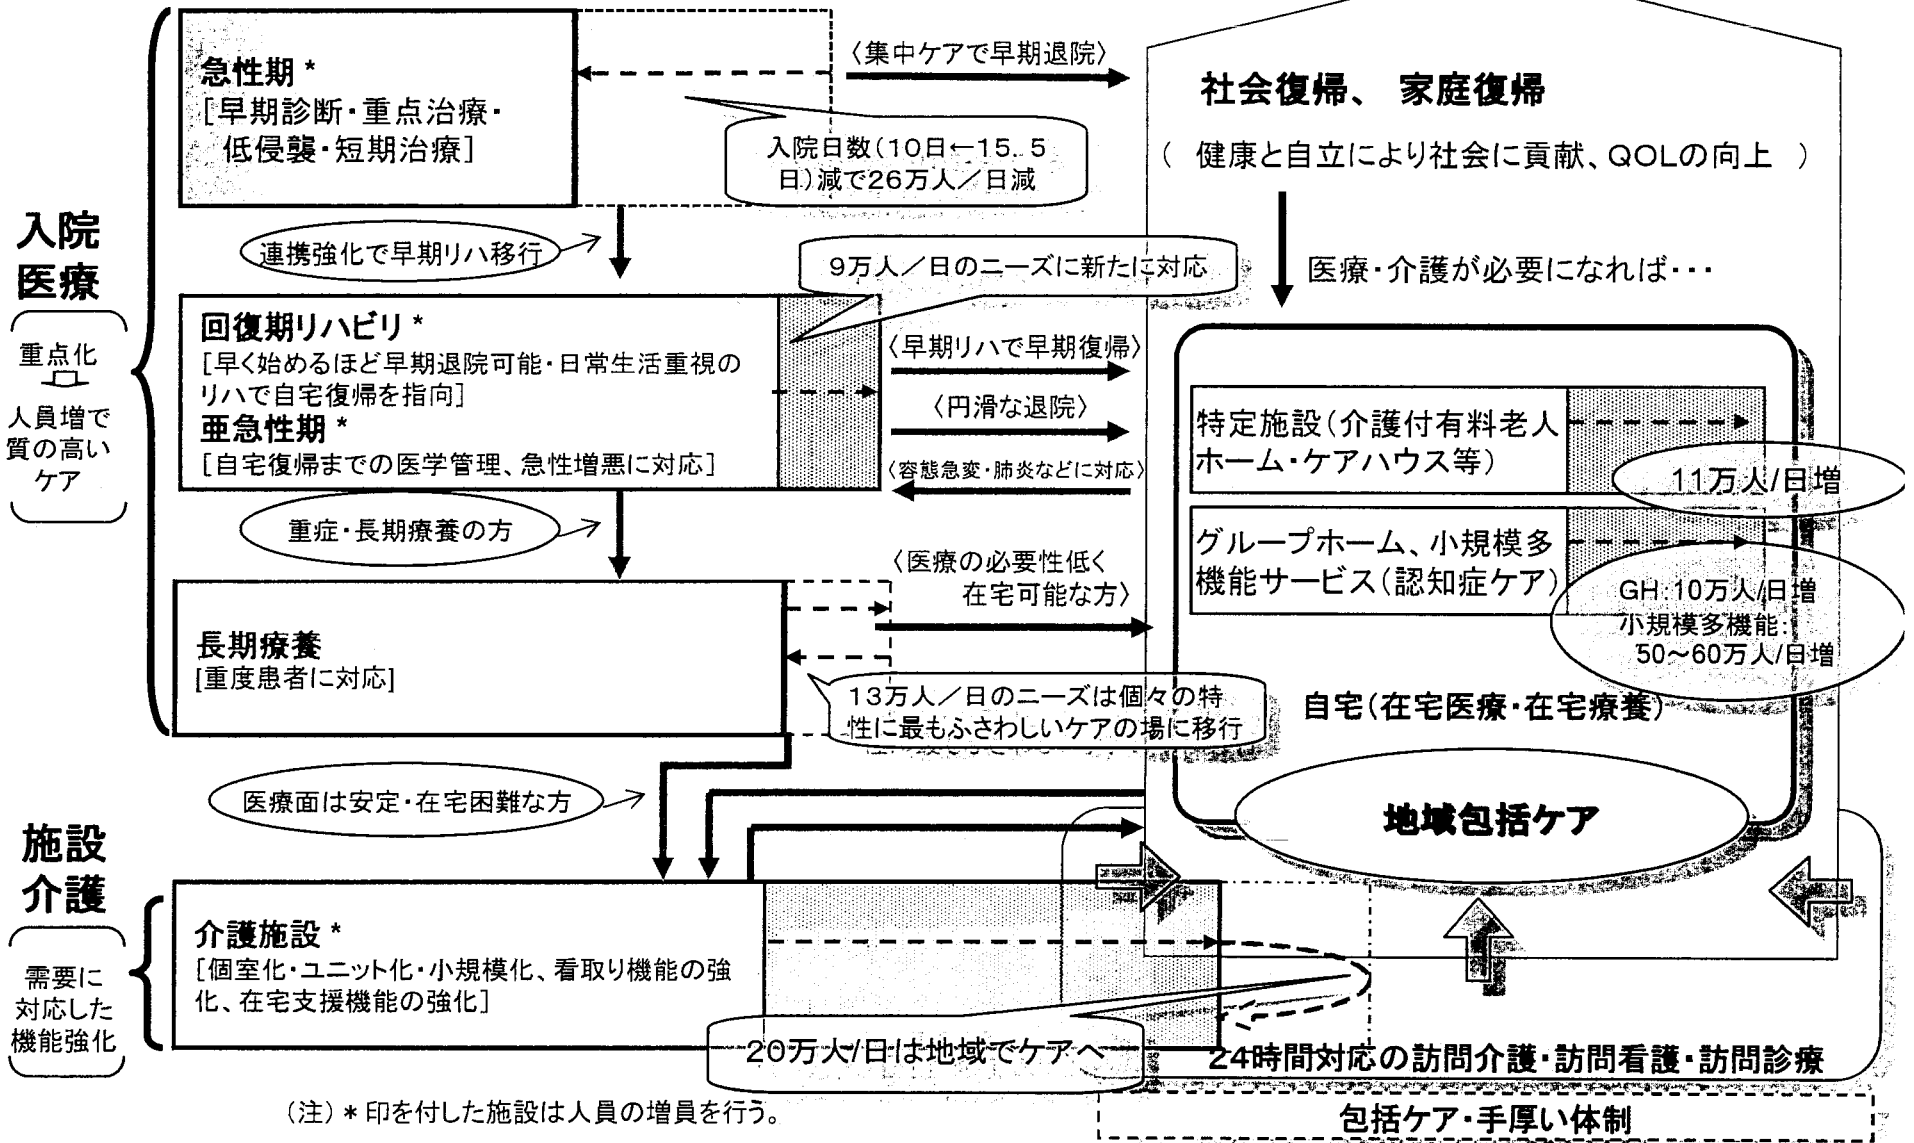 入院
医療
重点化
人員増で
質の高い
ケア
急性期 *
[早期診断・重点治療・
低侵襲・短期治療]
〈集中ケアで早期退院〉
入院日数(10日←15.5
日)減で26万人／日減
連携強化で早期リハ移行
9万人／日のニーズに新たに対応
回復期リハビリ *
[早く始めるほど早期退院可能・日常生活重視の
リハで自宅復帰を指向]
亜急性期 *
[自宅復帰までの医学管理、急性増悪に対応]
〈早期リハで早期復帰〉
〈円滑な退院〉
〈容態急変・肺炎などに対応〉
重症・長期療養の方
〈医療の必要性低く
在宅可能な方〉
長期療養
[重度患者に対応]
13万人／日のニーズは個々の特
性に最もふさわしいケアの場に移行
医療面は安定・在宅困難な方
社会復帰、 家庭復帰
( 健康と自立により社会に貢献、QOLの向上 )
医療・介護が必要になれば・・・
特定施設(介護付有料老人
ホーム・ケアハウス等)
11万人/日増
グループホーム、小規模多
機能サービス(認知症ケア)
GH:10万人/日増
小規模多機能:
50〜60万人/日増
自宅(在宅医療・在宅療養)
地域包括ケア
施設
介護
需要に
対応した
機能強化
介護施設 *
[個室化・ユニット化・小規模化、看取り機能の強
化、在宅支援機能の強化]
20万人/日は地域でケアへ
24時間対応の訪問介護・訪問看護・訪問診療
包括ケア・手厚い体制
(注) * 印を付した施設は人員の増員を行う。